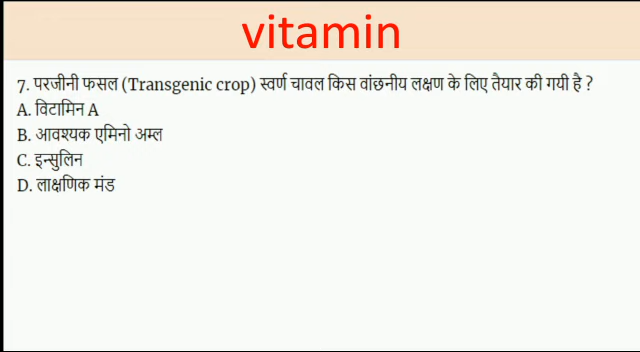 vitamin
7. परजीनी फसल (Transgenic crop) स्वर्ण चावल किस वांछनीय लक्षण के लिए तैयार की गयी है ?
A. विटामिन A
B. आवश्यक एमिनो अम्ल
C. इन्सुलिन
D. लाक्षणिक मंड